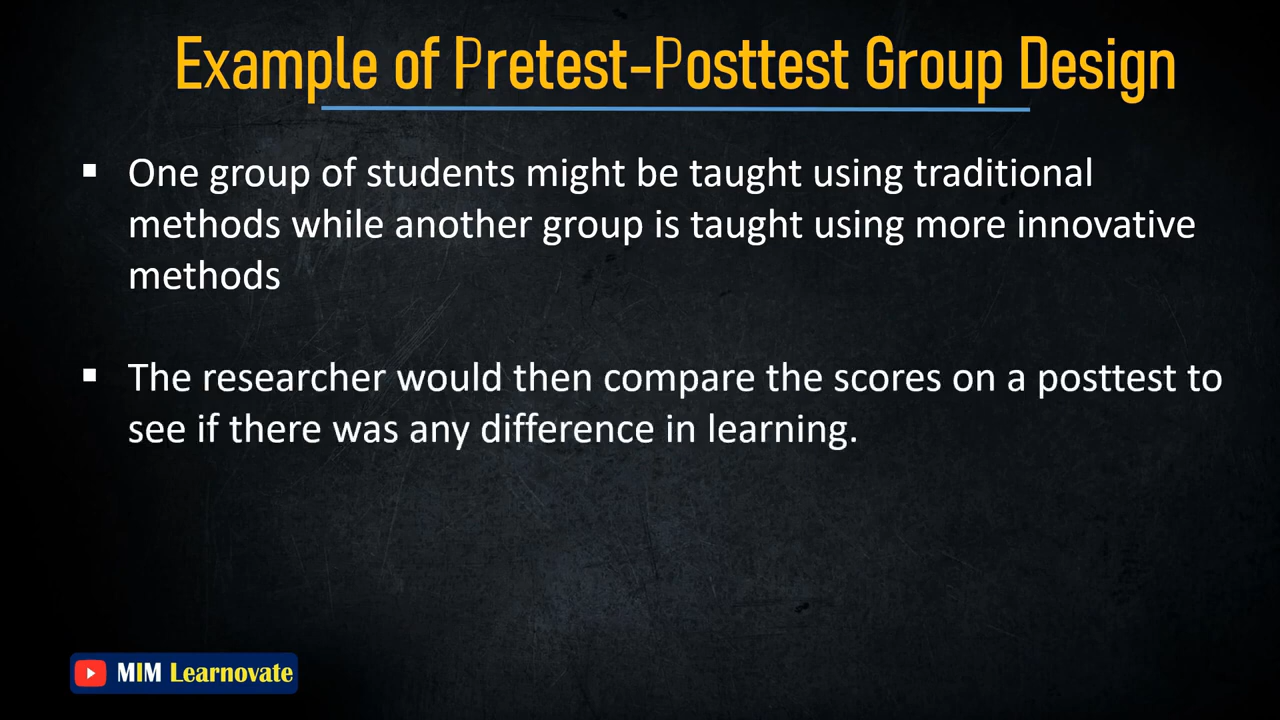 Example of Pretest-Posttest Group Design
▪ One group of students might be taught using traditional
methods while another group is taught using more innovative
methods
▪ The researcher would then compare the scores on a posttest to
see if there was any difference in learning.
MIM Learnovate